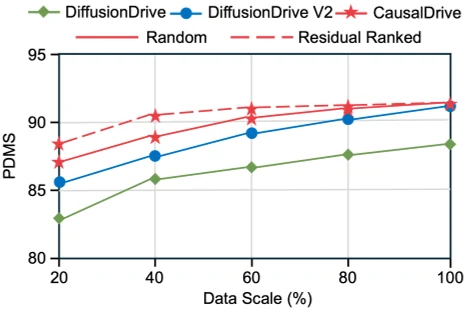 DiffusionDrive DiffusionDrive V2 CausalDrive
Random Residual Ranked
95
90
85
80
PDMS
20 40 60 80 100
Data Scale (%)